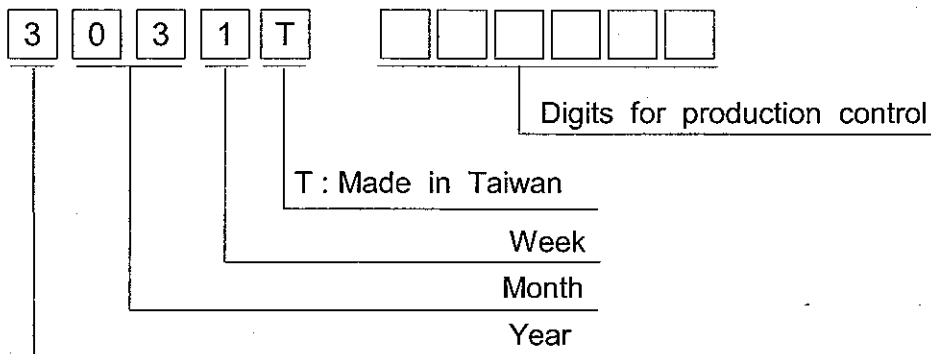 3 0 3 1 T
Digits for production control
T : Made in Taiwan
Week
Month
Year